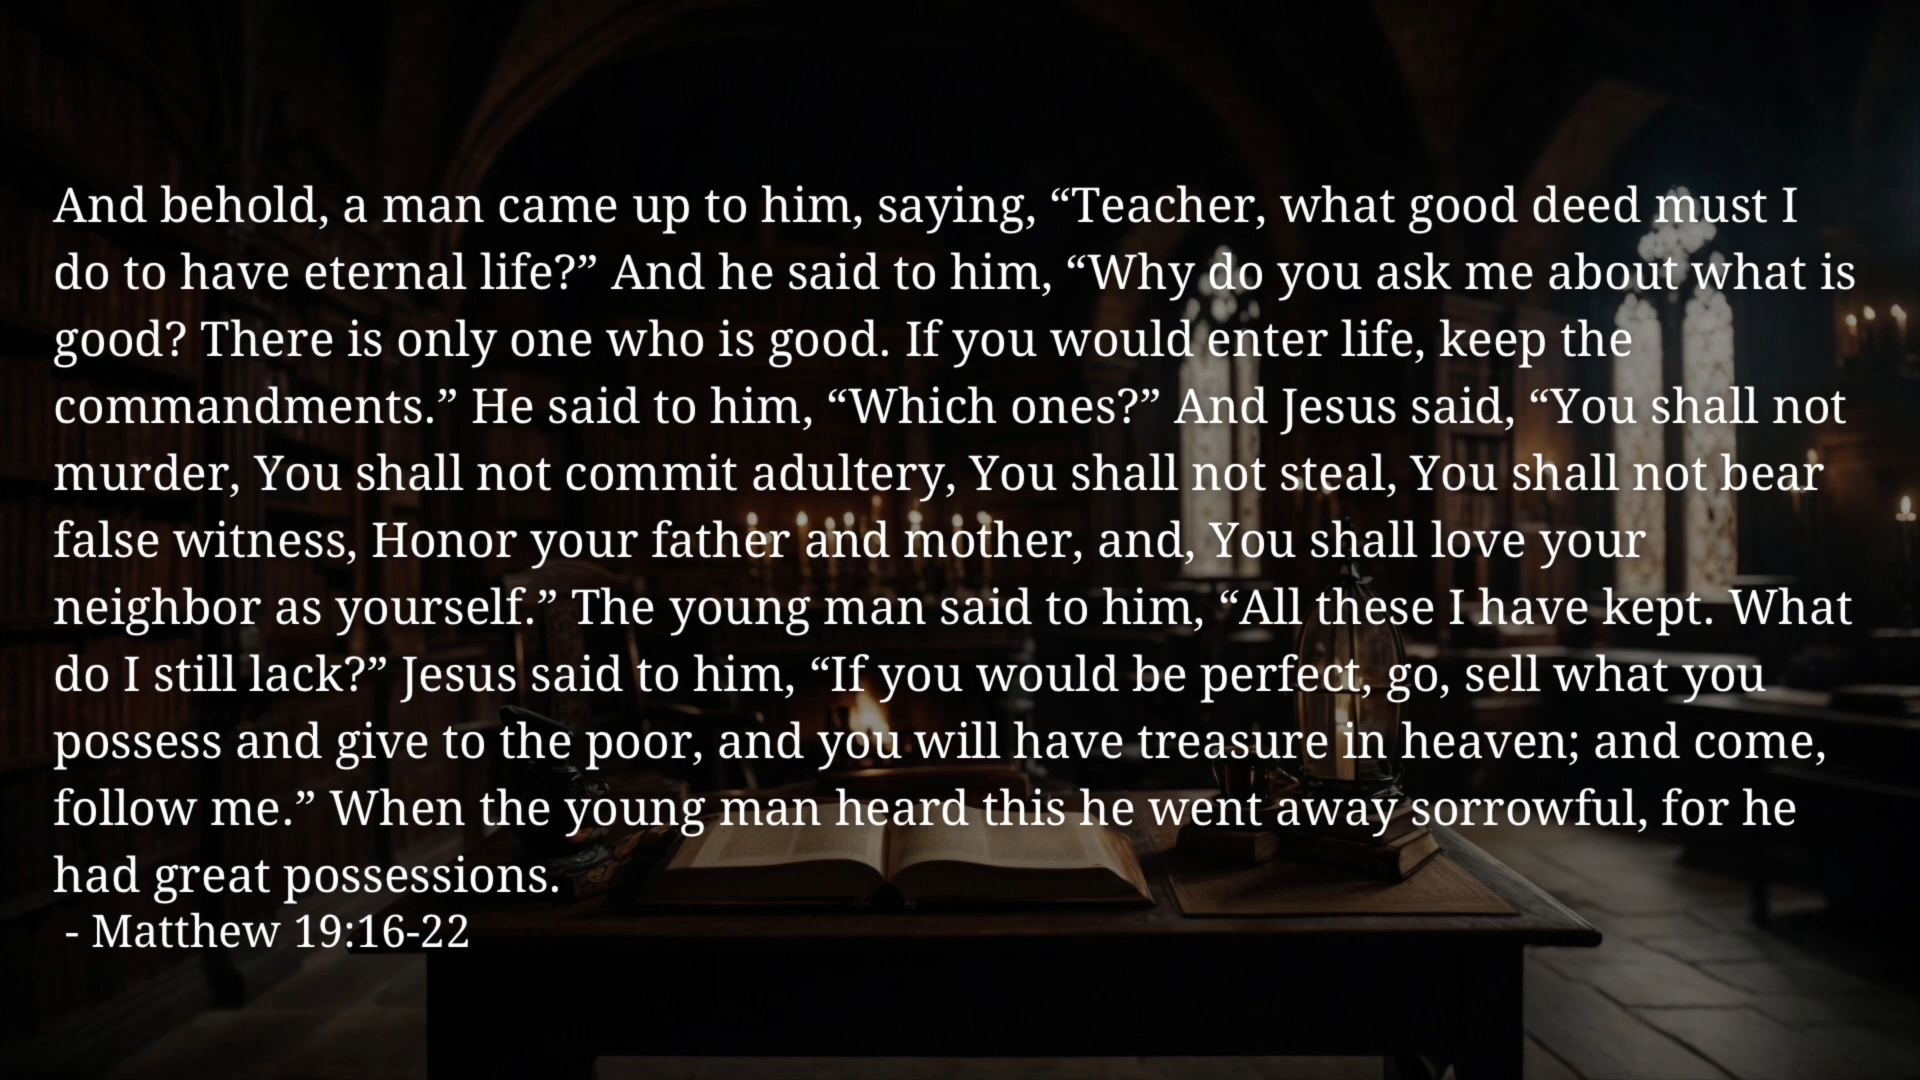 And behold, a man came up to him, saying, “Teacher, what good deed must I
do to have eternal life?” And he said to him, “Why do you ask me about what is
good? There is only one who is good. If you would enter life, keep the
commandments.” He said to him, “Which ones?” And Jesus said, “You shall not
murder, You shall not commit adultery, You shall not steal, You shall not bear
false witness, Honor your father and mother, and, You shall love your
neighbor as yourself.” The young man said to him, “All these I have kept. What
do I still lack?” Jesus said to him, “If you would be perfect, go, sell what you
possess and give to the poor, and you will have treasure in heaven; and come,
follow me.” When the young man heard this he went away sorrowful, for he
had great possessions.
- Matthew 19:16-22